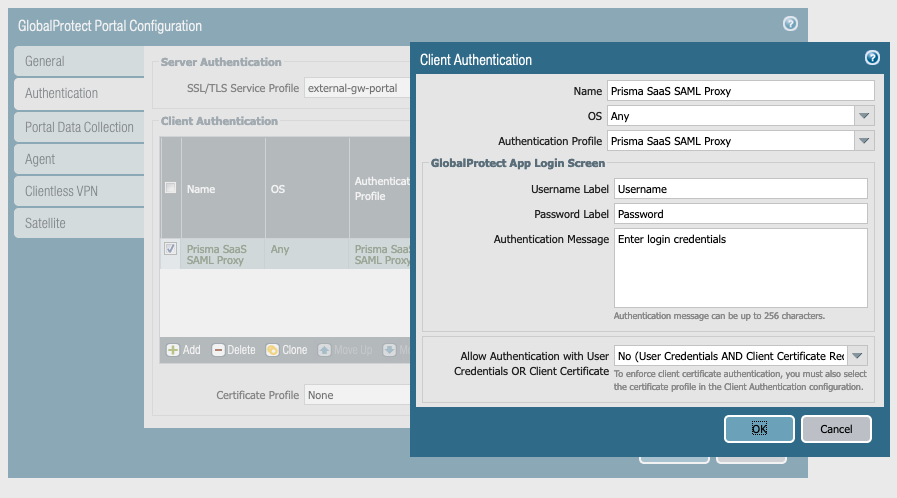 GlobalProtect Portal Configuration
General
Authentication
Portal Data Collection
Agent
Clientless VPN
Satellite
Server Authentication
SSL/TLS Service Profile external-gw-portal
Client Authentication
Name OS Authenticat
Profile
Prisma SaaS Any Prisma Saa
SAML Proxy SAML Prox
Add Delete Clone Move Up M
Certificate Profile None
Client Authentication
Name Prisma SaaS SAML Proxy
OS Any
Authentication Profile Prisma SaaS SAML Proxy
GlobalProtect App Login Screen
Username Label Username
Password Label Password
Authentication Message Enter login credentials
Authentication message can be up to 256 characters.
Allow Authentication with User No (User Credentials AND Client Certificate Req
Credentials OR Client Certificate
To enforce client certificate authentication, you must also select
the certificate profile in the Client Authentication configuration.
OK Cancel